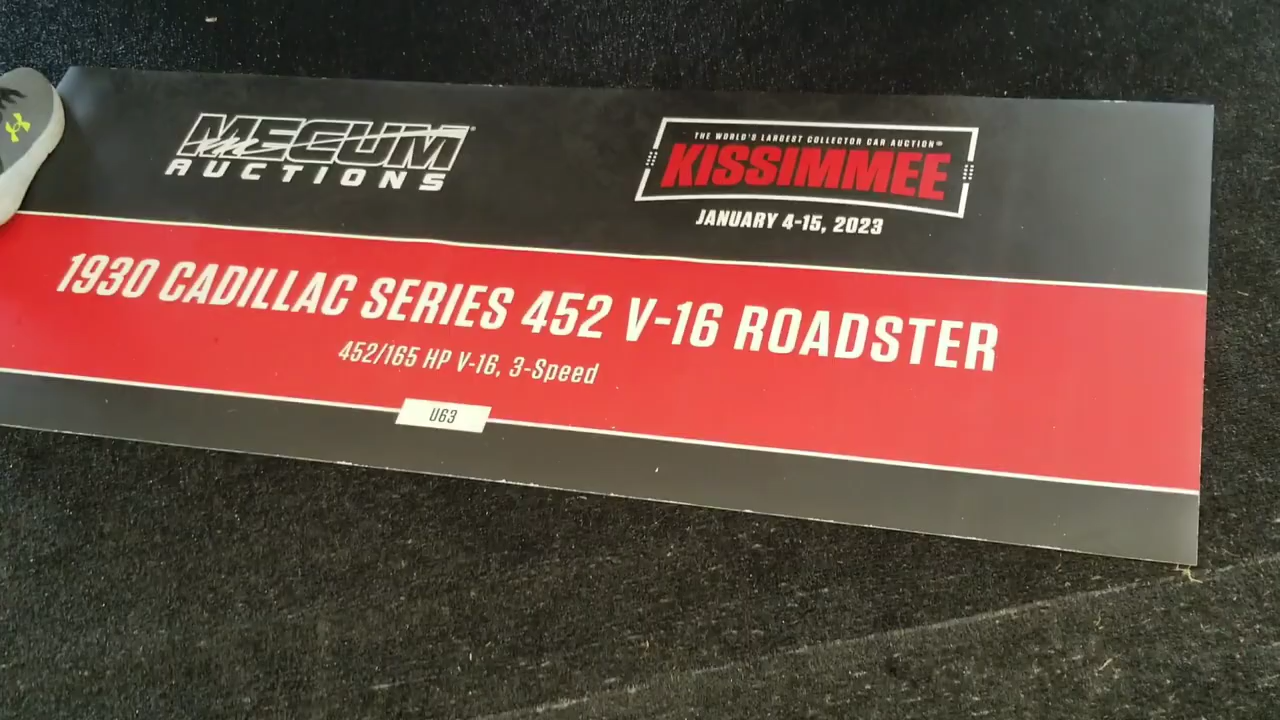 MECUM
AUCTIONS
THE WORLD'S LARGEST COLLECTOR CAR AUCTION®
KISSIMMEE
JANUARY 4-15, 2023
1930 CADILLAC SERIES 452 V-16 ROADSTER
452/165 HP V-16, 3-Speed
U63